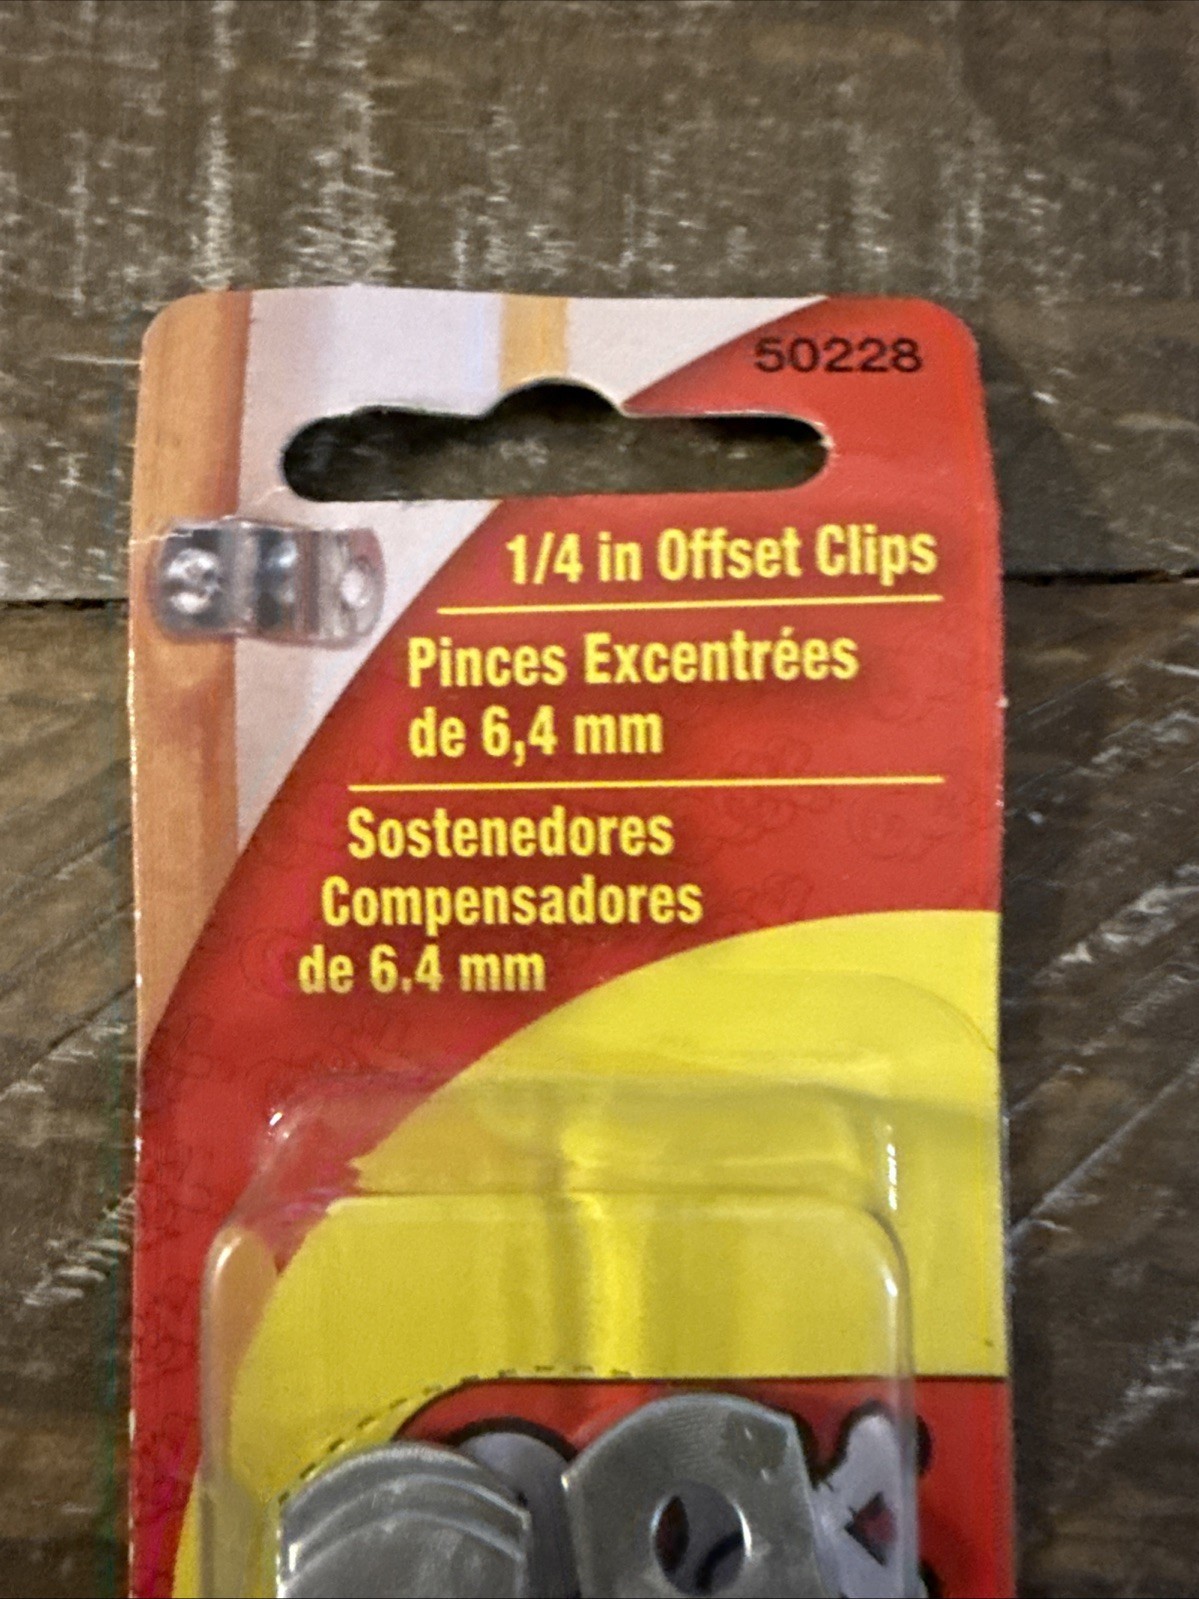 50228
1/4 in Offset Clips
Pinces Excentrées
de 6,4 mm
Sostenedores
Compensadores
de 6.4 mm